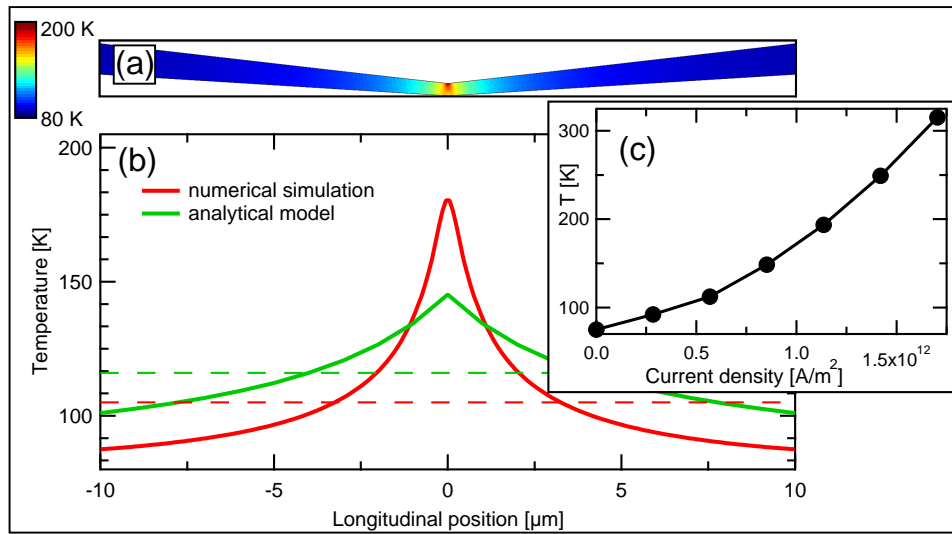 200 K
(a)
80 K
(b)
numerical simulation
analytical model
Temperature [K]
200
150
100
-10
-5
0
5
10
Longitudinal position [µm]
(c)
T [K]
300
200
100
0.0
0.5
1.0
1.5x10^12
Current density [A/m^2]